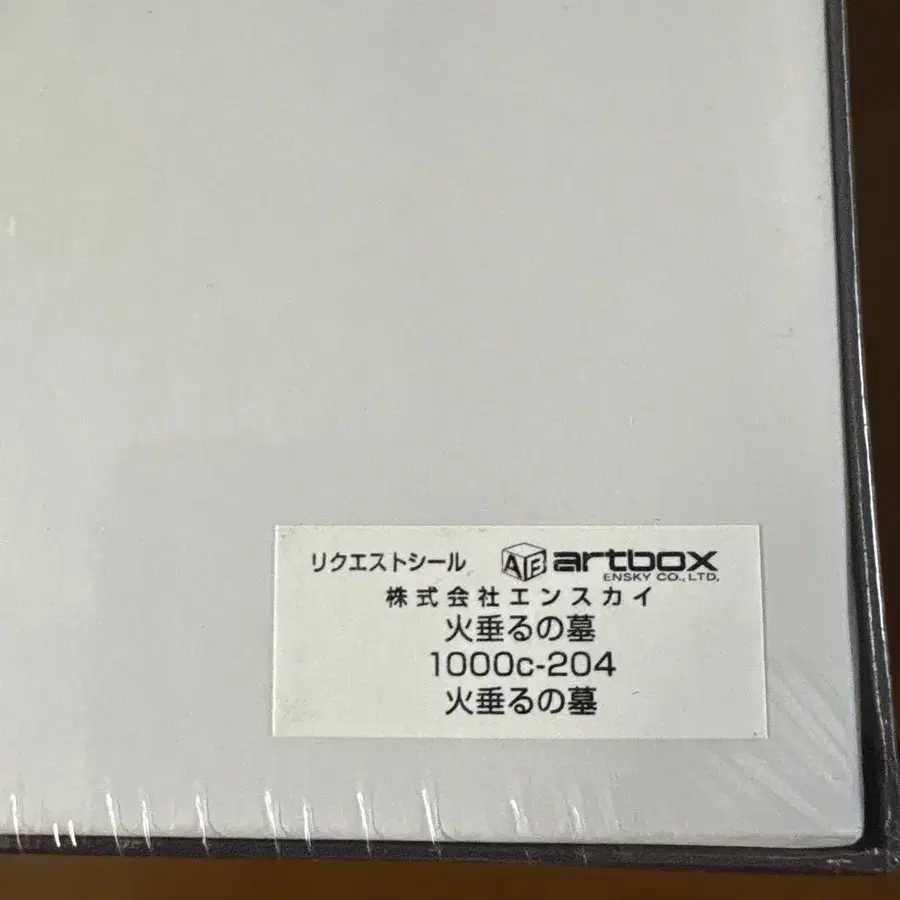 リクエストシール AE artbox
ENSKY CO., LTD.
株式会社エンスカイ
火垂るの墓
1000c-204
火垂るの墓